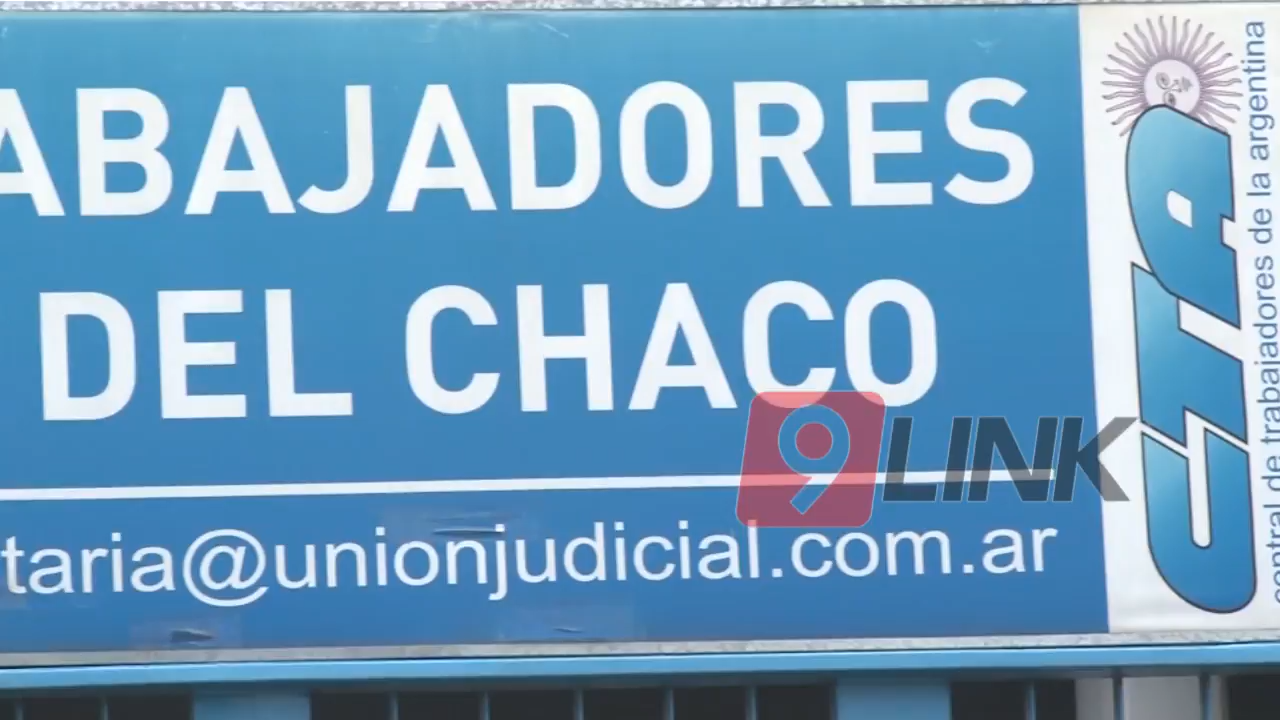 ABAJADORES
DEL CHACO
taria@unionjudicial.com.ar
CTA
central de trabajadores de la argentina
9 LINK